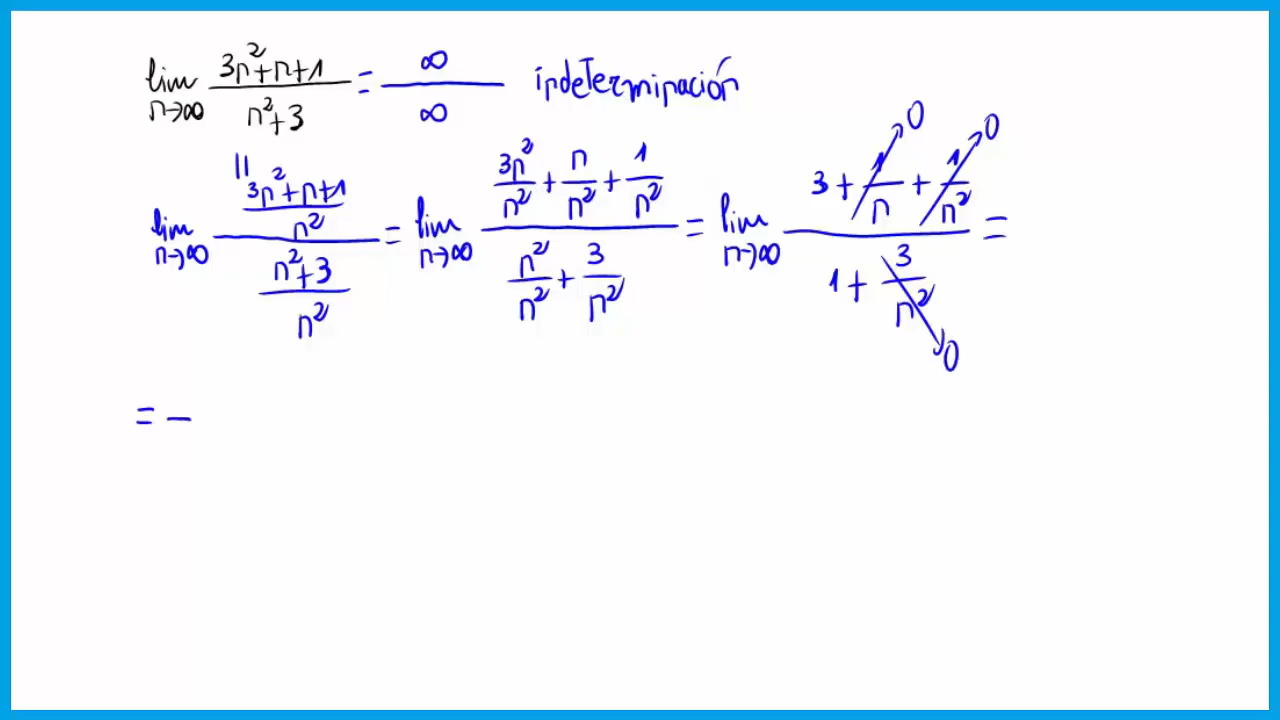 lim n→∞ (3n²+n+1)/(n²+3) = ∞/∞ indeterminación
||
lim n→∞ ((3n²+n+1)/n²)/((n²+3)/n²) = lim n→∞ (3n²/n² + n/n² + 1/n²)/(n²/n² + 3/n²) = lim n→∞ (3 + 1/n → 0 + 1/n² → 0)/(1 + 3/n² → 0) =
= —